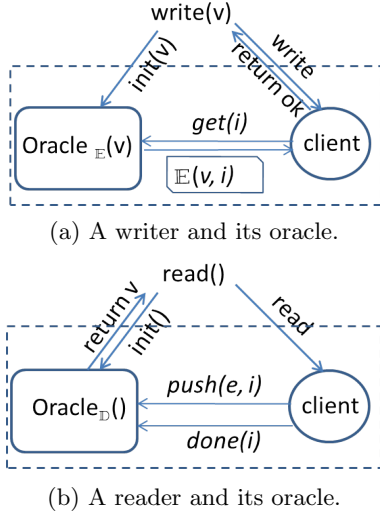 write(v)
init(v)
write
return ok
Oracle 𝔼(v)
get(i)
client
𝔼(v, i)
(a) A writer and its oracle.
read()
return v
init()
read
Oracle𝔻()
push(e, i)
client
done(i)
(b) A reader and its oracle.